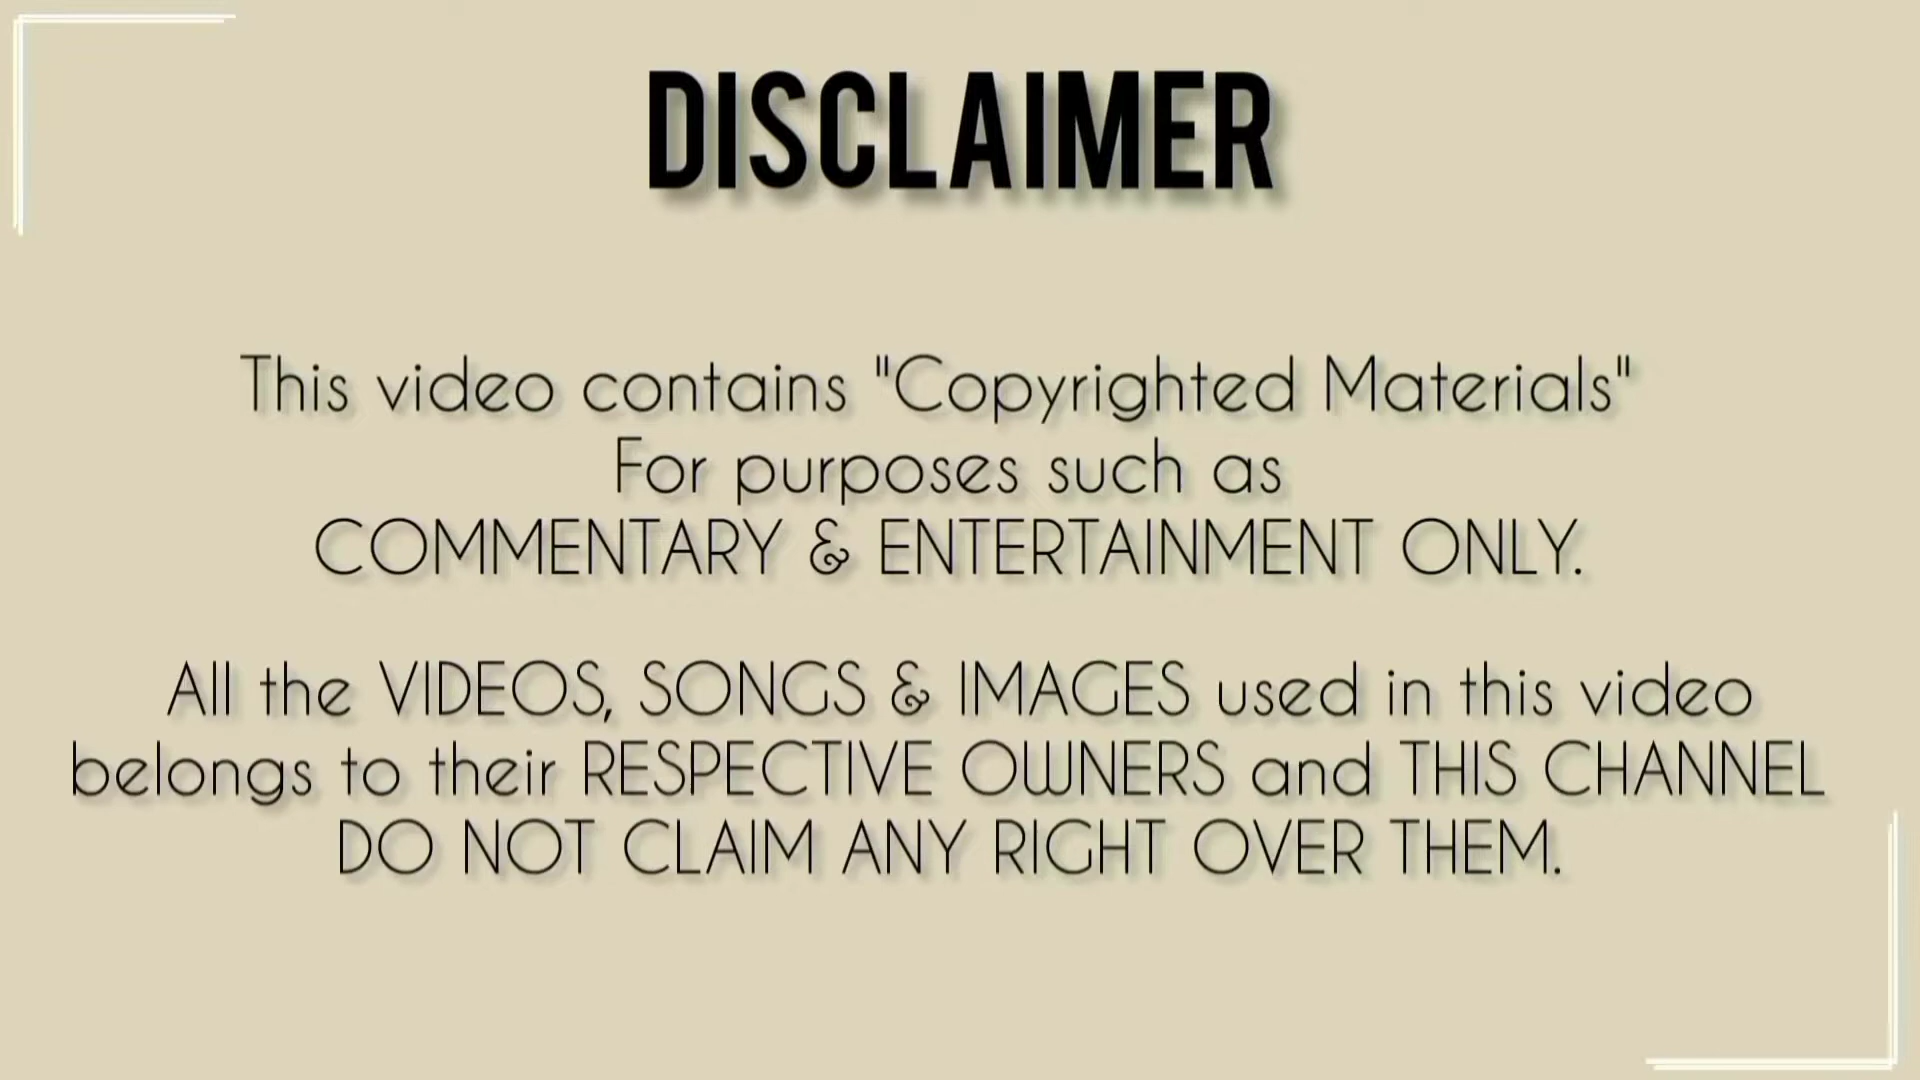 DISCLAIMER
This video contains "Copyrighted Materials"
For purposes such as
COMMENTARY & ENTERTAINMENT ONLY.
All the VIDEOS, SONGS & IMAGES used in this video
belongs to their RESPECTIVE OWNERS and THIS CHANNEL
DO NOT CLAIM ANY RIGHT OVER THEM.